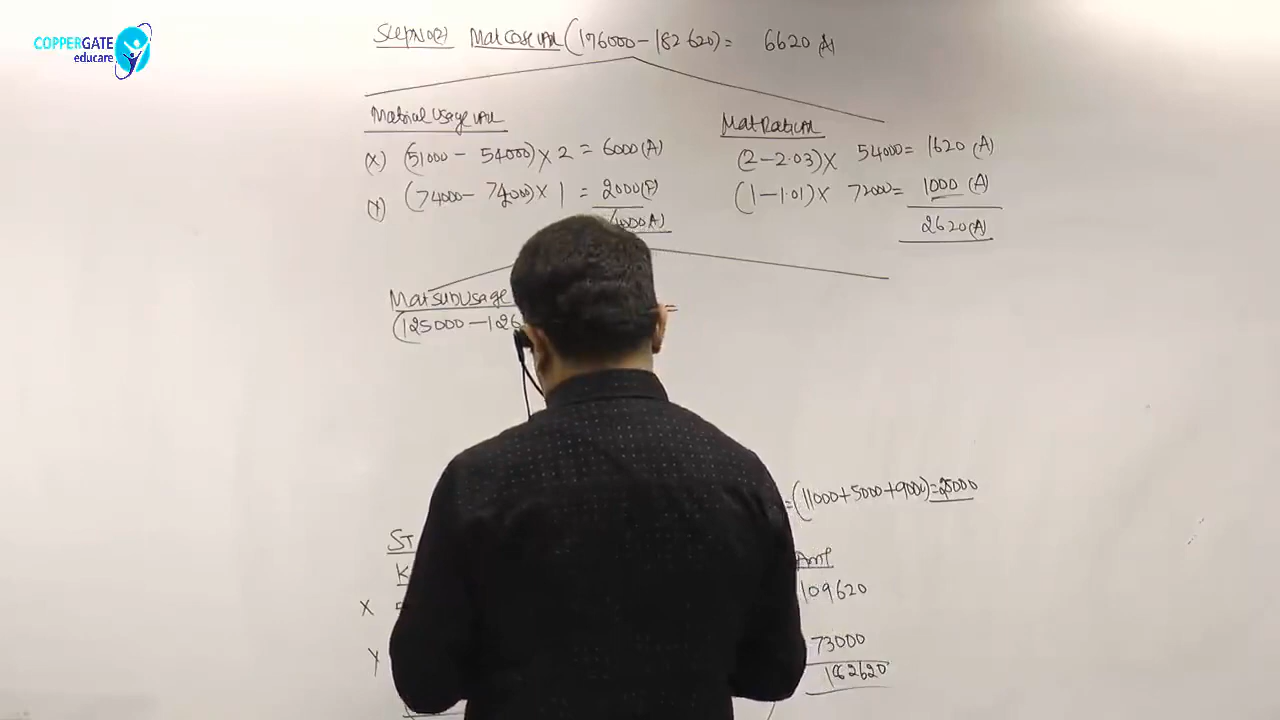 COPPERGATE
educare
Step No(2) Mat Cost VAR (176000 - 182620) = 6620 (A)
Material Usage VAR
(X) (51000 - 54000) X 2 = 6000 (A)
(Y) (74000 - 72000) X 1 = 2000 (F)
4000 A)
Mat Rate VAR
(2 - 2.03) X 54000 = 1620 (A)
(1 - 1.01) X 72000 = 1000 (A)
2620 (A)
Mat Sub Usage
=
(125000 - 126
= (11000 + 5000 + 9000) = 25000
ST
K
Amt
X
109620
Y
73000
182620